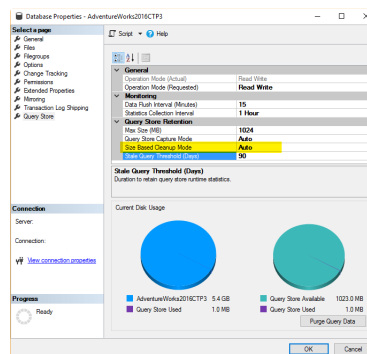 Database Properties - AdventureWorks2016CTP3
Select a page
General
Files
Filegroups
Options
Change Tracking
Permissions
Extended Properties
Mirroring
Transaction Log Shipping
Query Store
Script Help
General
Operation Mode (Actual) Read Write
Operation Mode (Requested) Read Write
Monitoring
Data Flush Interval (Minutes) 15
Statistics Collection Interval 1 Hour
Query Store Retention
Max Size (MB) 1024
Query Store Capture Mode Auto
Size Based Cleanup Mode Auto
Stale Query Threshold (Days) 90
Stale Query Threshold (Days)
Duration to retain query store runtime statistics.
Connection
Server:
Connection:
View connection properties
Progress
Ready
Current Disk Usage
AdventureWorks2016CTP3 5.4 GB
Query Store Used 1.0 MB
Query Store Available 1023.0 MB
Query Store Used 1.0 MB
Purge Query Data
OK Cancel